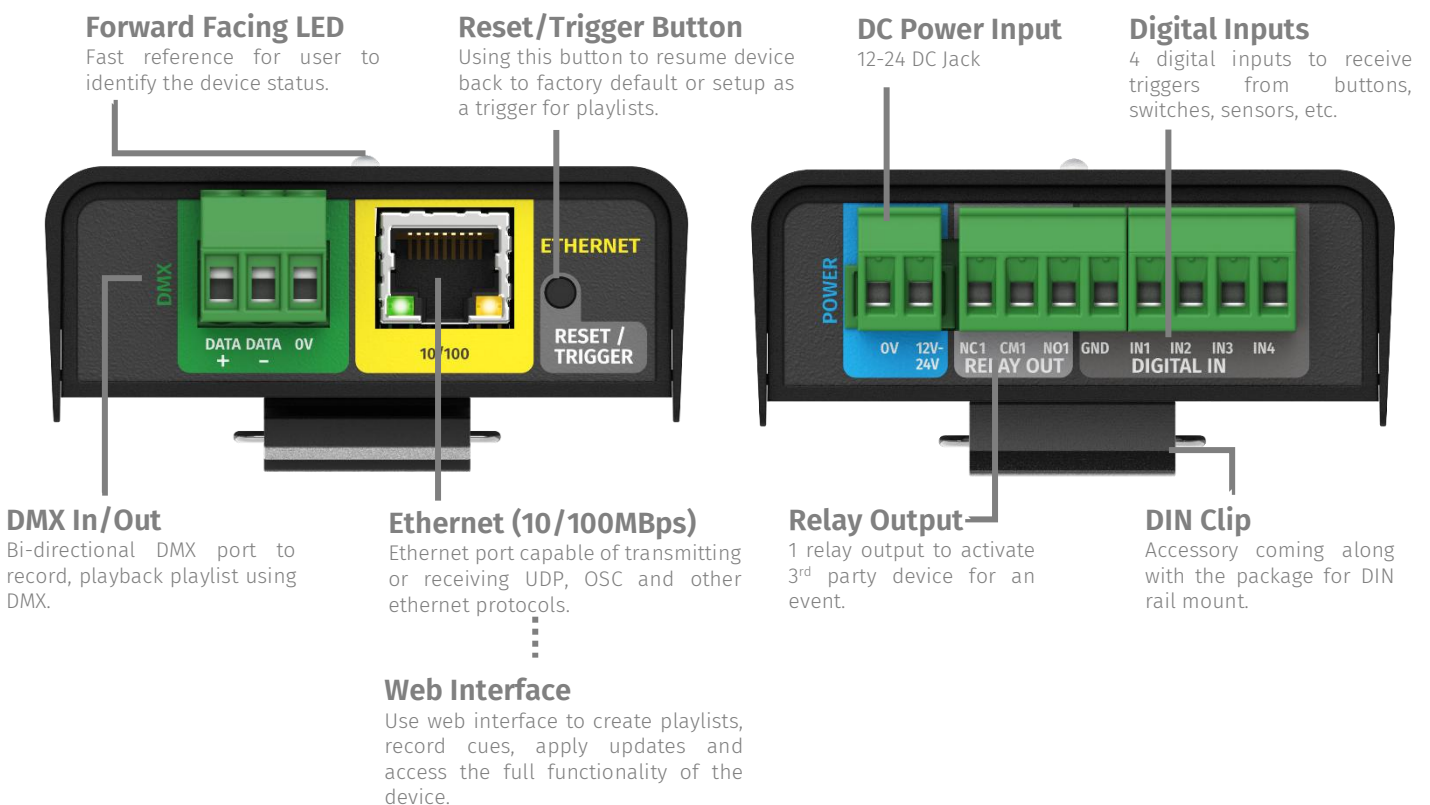 Forward Facing LED
Fast reference for user to
identify the device status.
Reset/Trigger Button
Using this button to resume device
back to factory default or setup as
a trigger for playlists.
DC Power Input
12-24 DC Jack
Digital Inputs
4 digital inputs to receive
triggers from buttons,
switches, sensors, etc.
DMX
DATA DATA 0V
+ –
ETHERNET
10/100
RESET /
TRIGGER
POWER
0V 12V-
24V
NC1 CM1 NO1 GND IN1 IN2 IN3 IN4
RELAY OUT DIGITAL IN
DMX In/Out
Bi-directional DMX port to
record, playback playlist using
DMX.
Ethernet (10/100MBps)
Ethernet port capable of transmitting
or receiving UDP, OSC and other
ethernet protocols.
Relay Output
1 relay output to activate
3rd party device for an
event.
DIN Clip
Accessory coming along
with the package for DIN
rail mount.
Web Interface
Use web interface to create playlists,
record cues, apply updates and
access the full functionality of the
device.